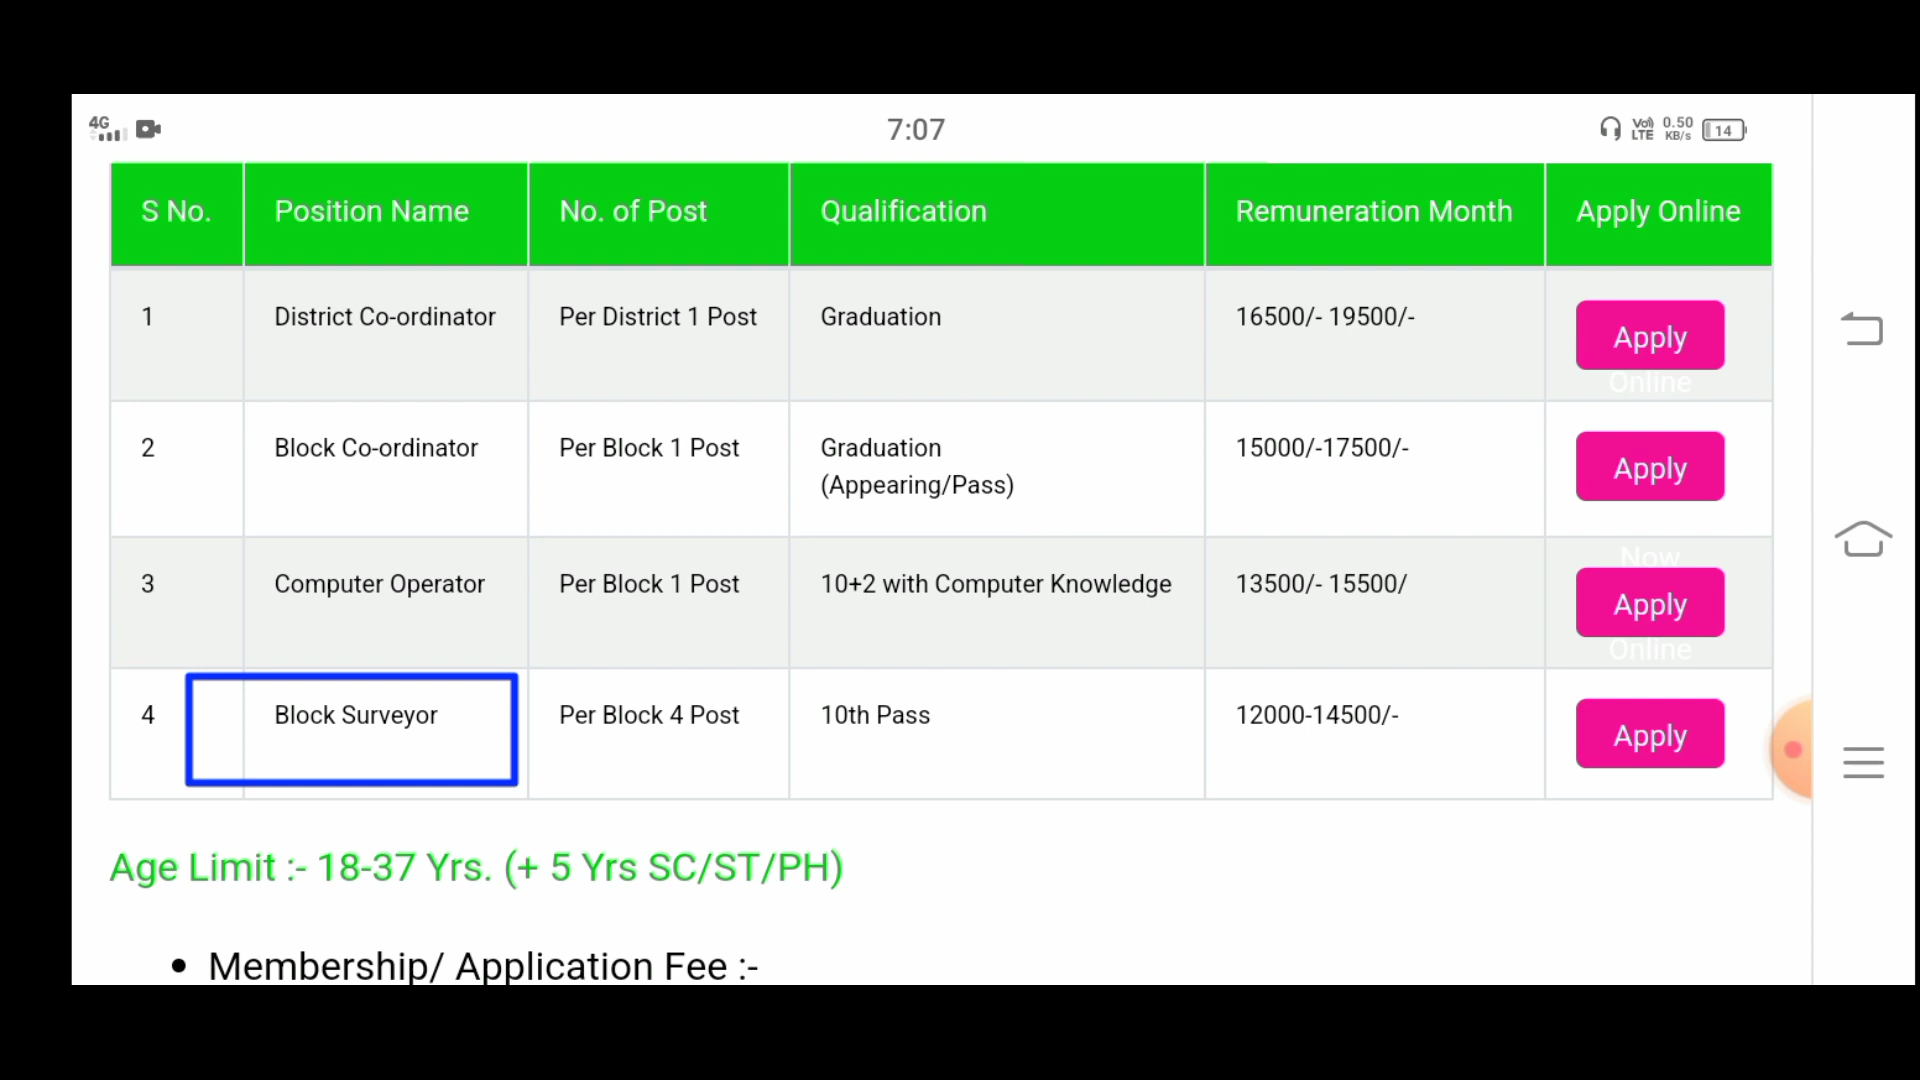 4G
7:07
Vo) LTE 0.50 KB/s 14
S No. Position Name No. of Post Qualification Remuneration Month Apply Online
1 District Co-ordinator Per District 1 Post Graduation 16500/- 19500/- Apply
Online
2 Block Co-ordinator Per Block 1 Post Graduation 15000/-17500/- Apply
(Appearing/Pass)
Now
3 Computer Operator Per Block 1 Post 10+2 with Computer Knowledge 13500/- 15500/ Apply
Online
4 Block Surveyor Per Block 4 Post 10th Pass 12000-14500/- Apply
Age Limit :- 18-37 Yrs. (+ 5 Yrs SC/ST/PH)
• Membership/ Application Fee :-